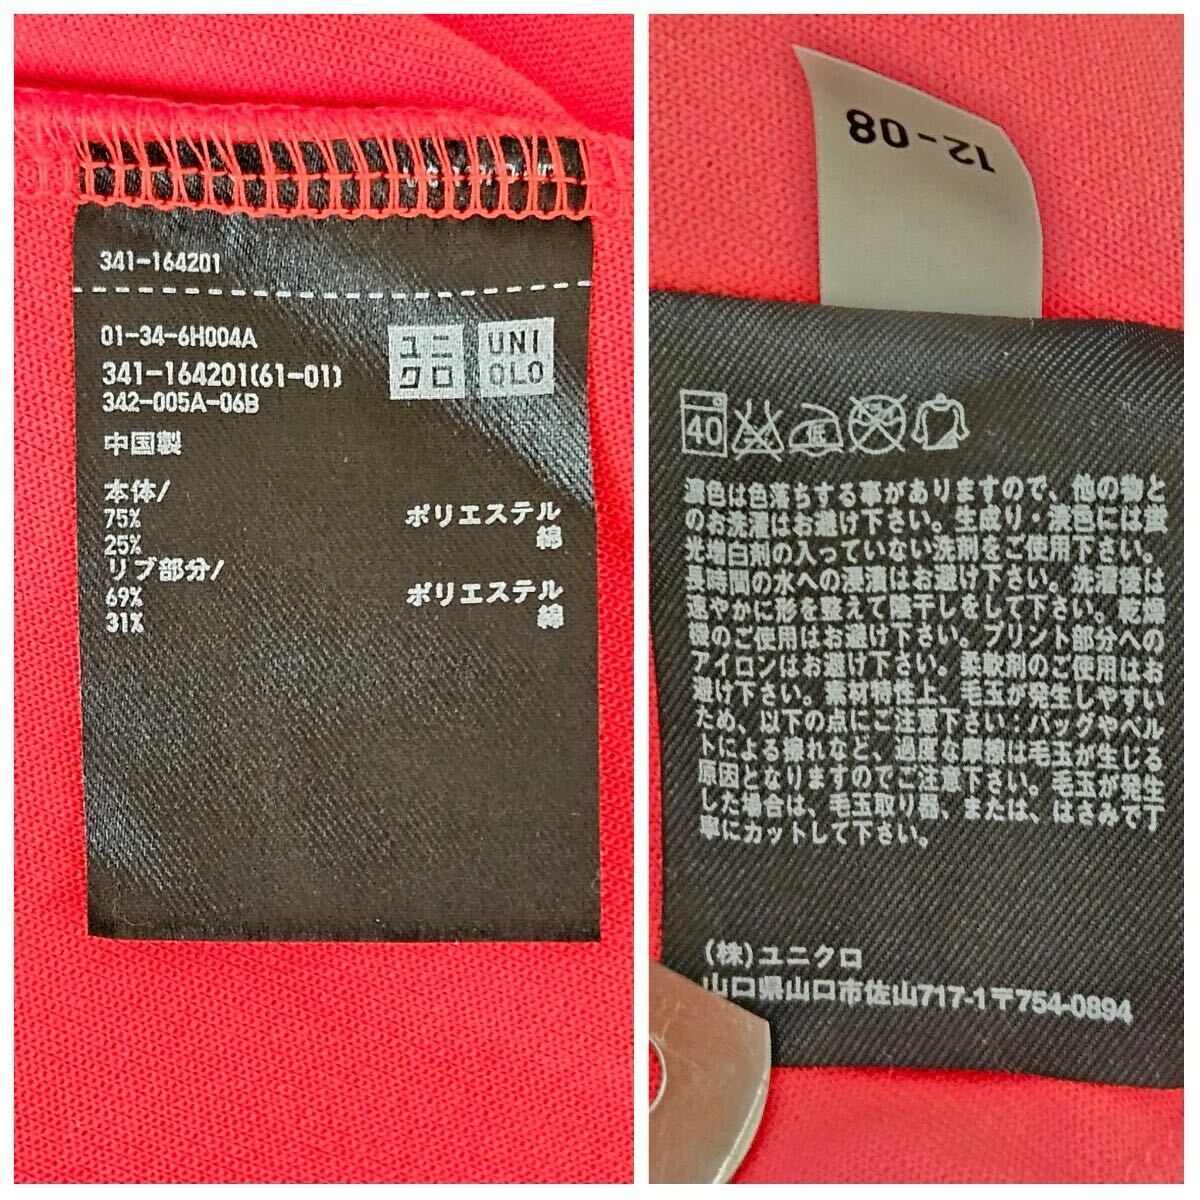 341-164201
01-34-6H004A
341-164201(61-01)
342-005A-06B
ユニクロ
UNIQLO
中国製
本体/
75% ポリエステル
25% 綿
リブ部分/
69% ポリエステル
31% 綿
12-08
40
低
濃色は色落ちする事がありますので、他の物と
のお洗濯はお避け下さい。生成り・淡色には蛍
光増白剤の入っていない洗剤をご使用下さい。
長時間の水への浸漬はお避け下さい。洗濯後は
速やかに形を整えて陰干しをして下さい。乾燥
機のご使用はお避け下さい。プリント部分への
アイロンはお避け下さい。柔軟剤のご使用はお
避け下さい。素材特性上、毛玉が発生しやすい
ため、以下の点にご注意下さい：バッグやベル
トによる擦れなど、過度な摩擦は毛玉が生じる
原因となりますのでご注意下さい。毛玉が発生
した場合は、毛玉取り器、または、はさみで丁
寧にカットして下さい。
(株)ユニクロ
山口県山口市佐山717-1〒754-0894